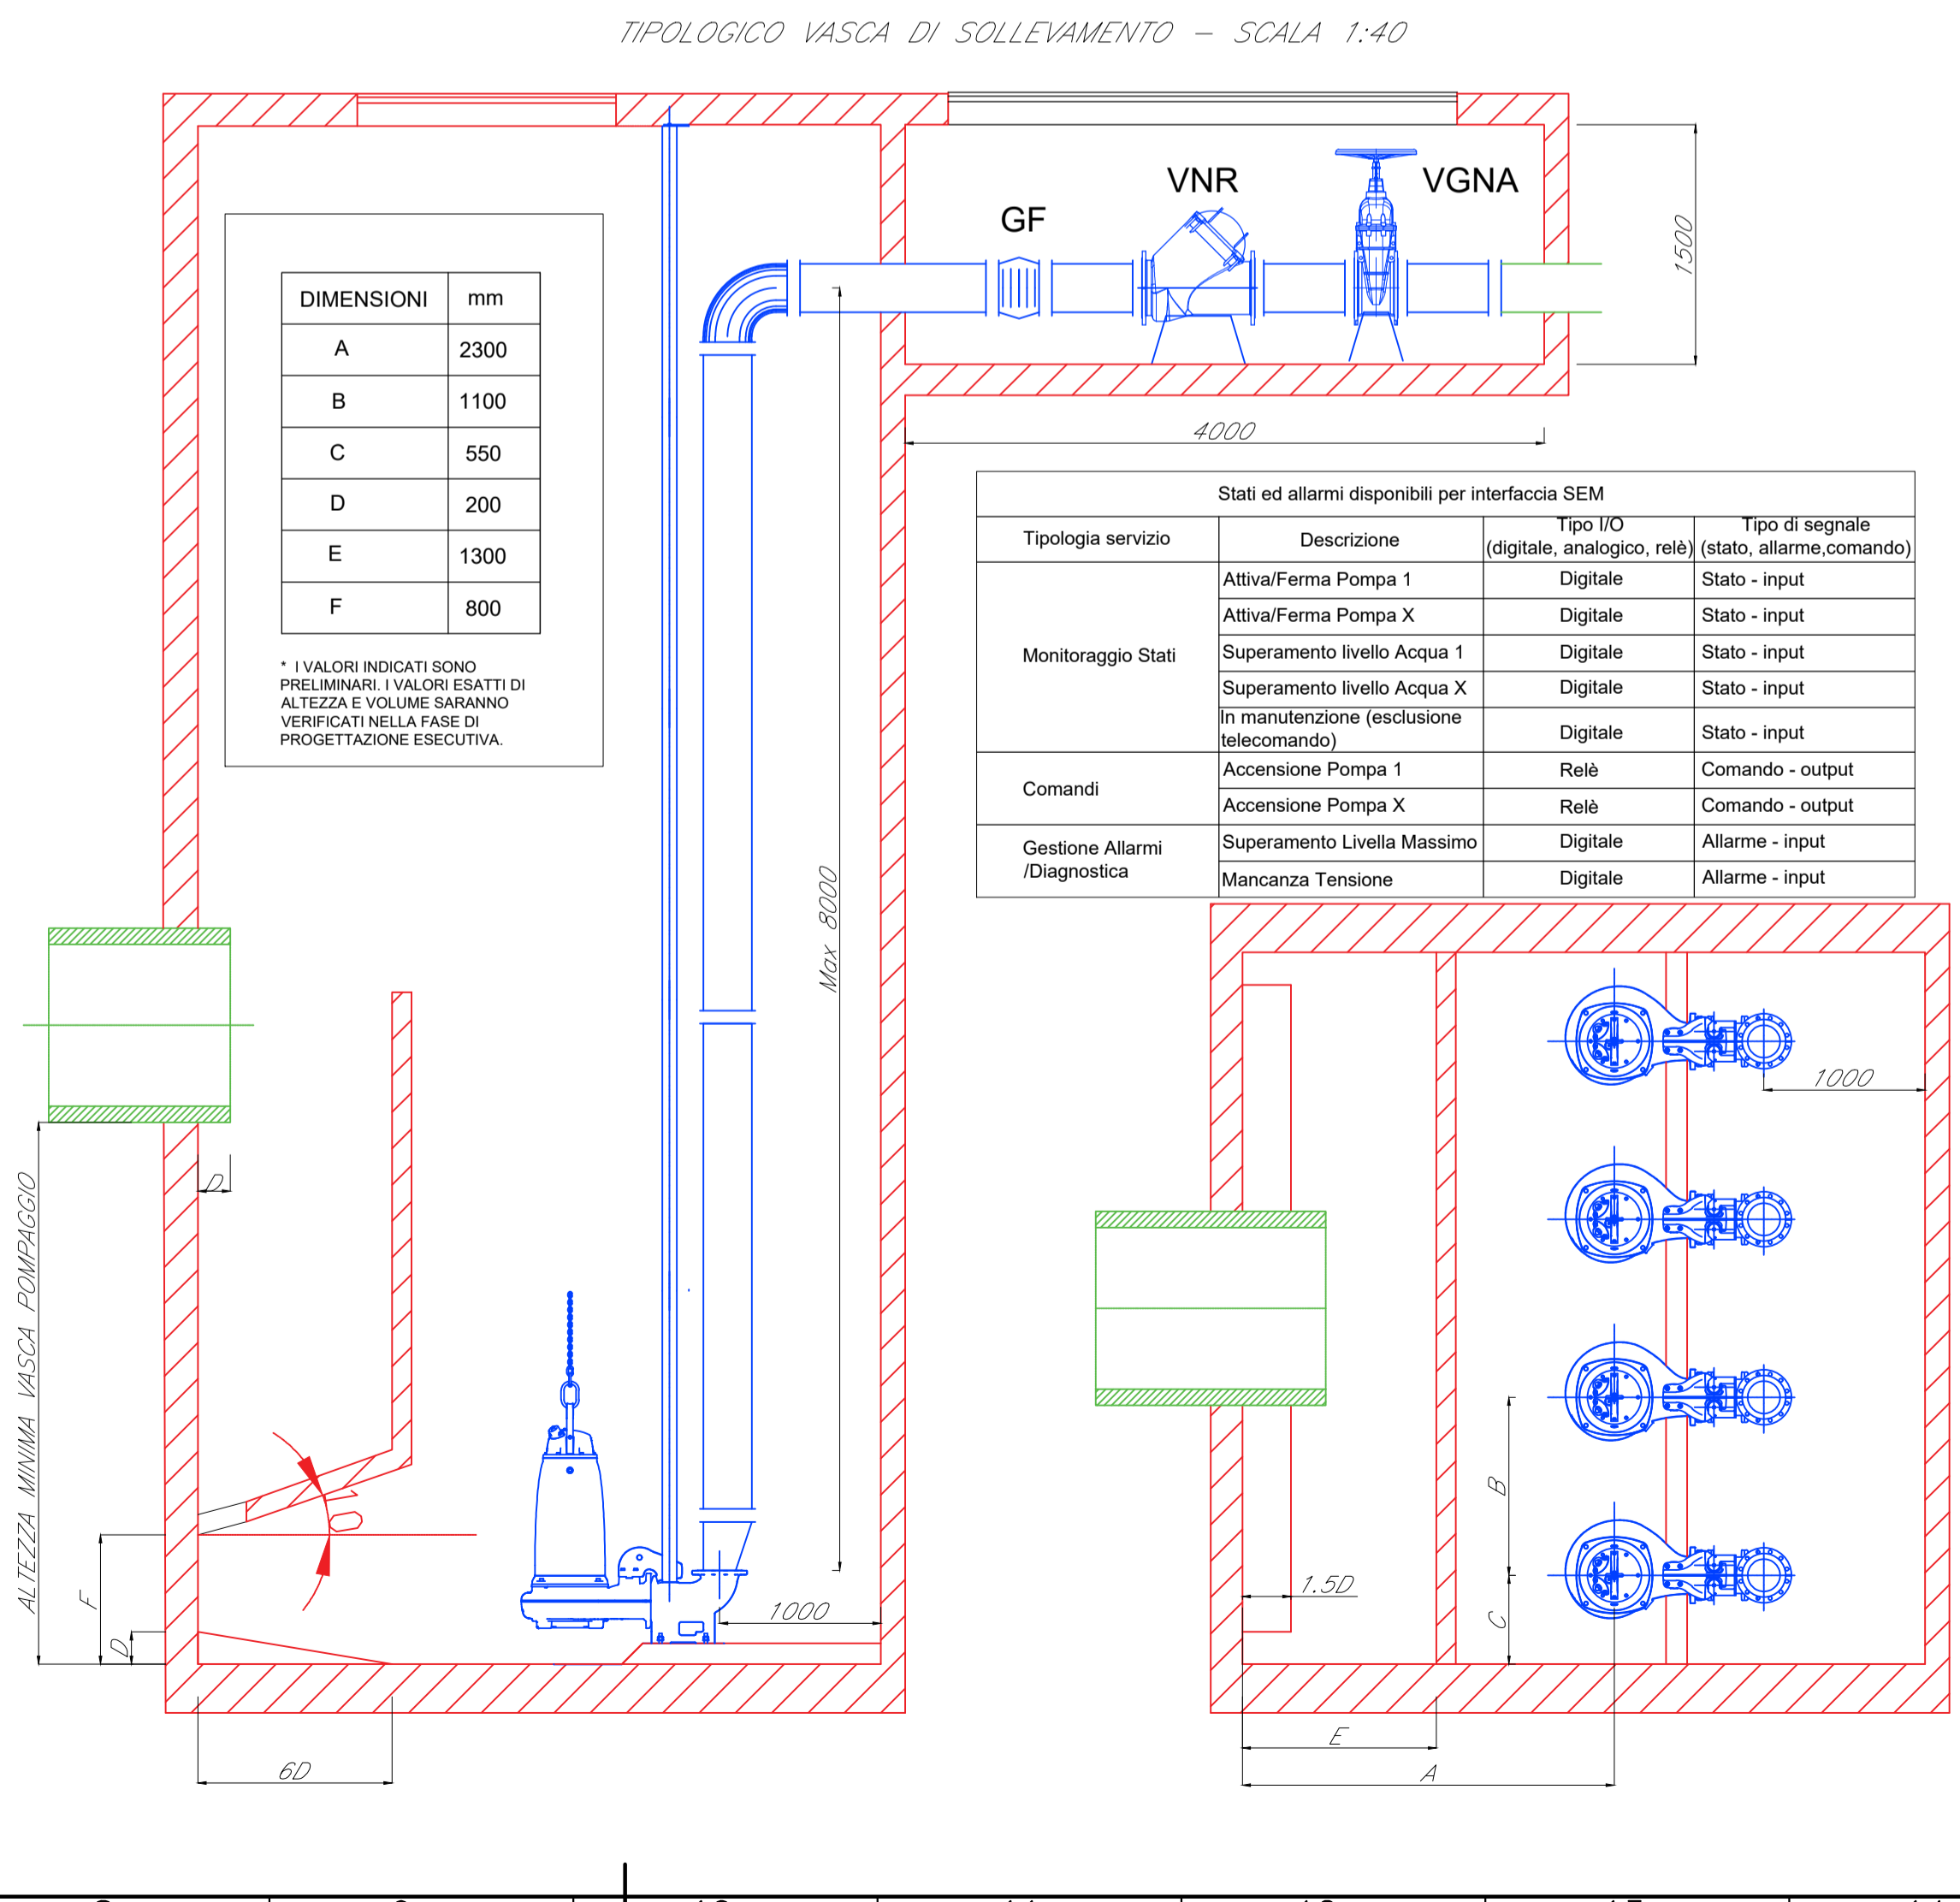 TIPOLOGICO VASCA DI SOLLEVAMENTO – SCALA 1:40
VNR
VGNA
GF
1500
DIMENSIONI mm
A 2300
B 1100
C 550
D 200
E 1300
F 800
* I VALORI INDICATI SONO
PRELIMINARI. I VALORI ESATTI DI
ALTEZZA E VOLUME SARANNO
VERIFICATI NELLA FASE DI
PROGETTAZIONE ESECUTIVA.
4000
Stati ed allarmi disponibili per interfaccia SEM
Tipologia servizio
Descrizione
Tipo I/O
(digitale, analogico, relè)
Tipo di segnale
(stato, allarme,comando)
Monitoraggio Stati
Attiva/Ferma Pompa 1 Digitale Stato - input
Attiva/Ferma Pompa X Digitale Stato - input
Superamento livello Acqua 1 Digitale Stato - input
Superamento livello Acqua X Digitale Stato - input
In manutenzione (esclusione
telecomando)
Digitale Stato - input
Comandi
Accensione Pompa 1 Relè Comando - output
Accensione Pompa X Relè Comando - output
Gestione Allarmi
/Diagnostica
Superamento Livella Massimo Digitale Allarme - input
Mancanza Tensione Digitale Allarme - input
Max 8000
ALTEZZA MINIMA VASCA POMPAGGIO
D
F
D
1000
6D
1000
B
C
1.5D
E
A